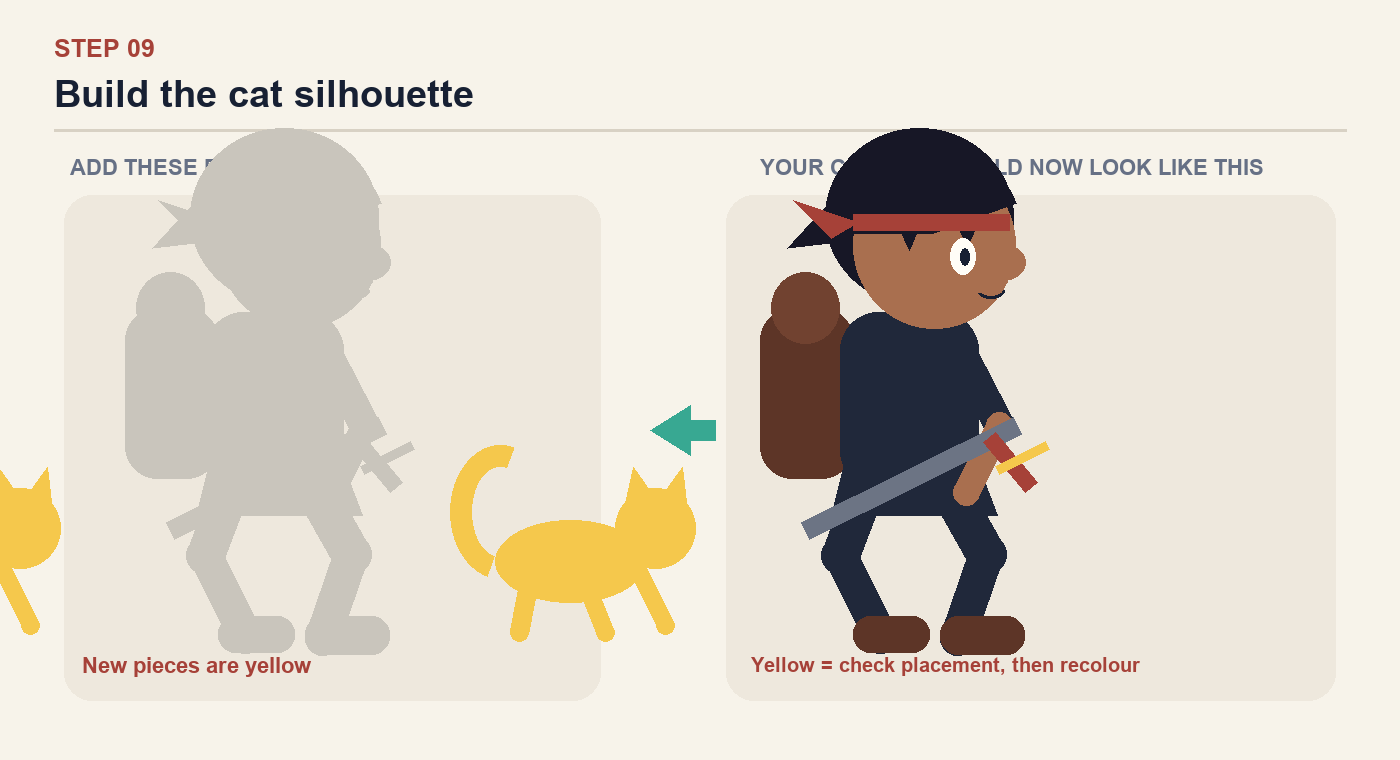 STEP 09
Build the cat silhouette
ADD THESE
YOUR NOW LOOK LIKE THIS
New pieces are yellow
Yellow = check placement, then recolour